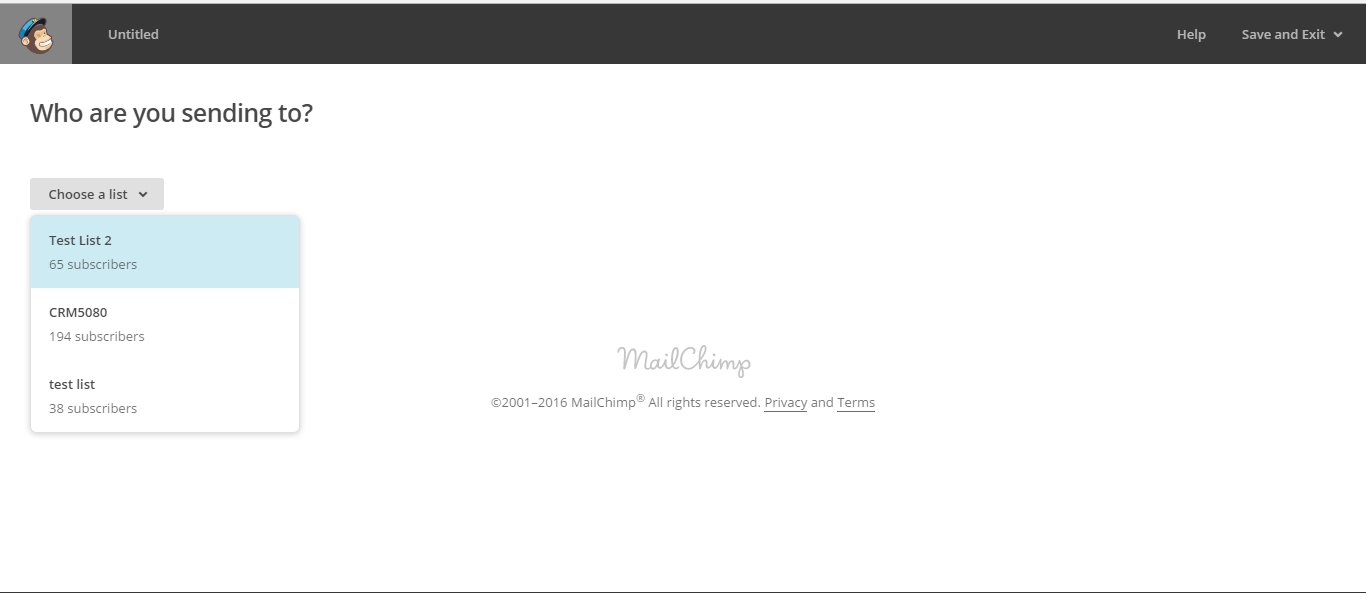 Untitled
Help
Save and Exit
Who are you sending to?
Choose a list
Test List 2
65 subscribers
CRM5080
194 subscribers
test list
38 subscribers
MailChimp
©2001–2016 MailChimp® All rights reserved. Privacy and Terms